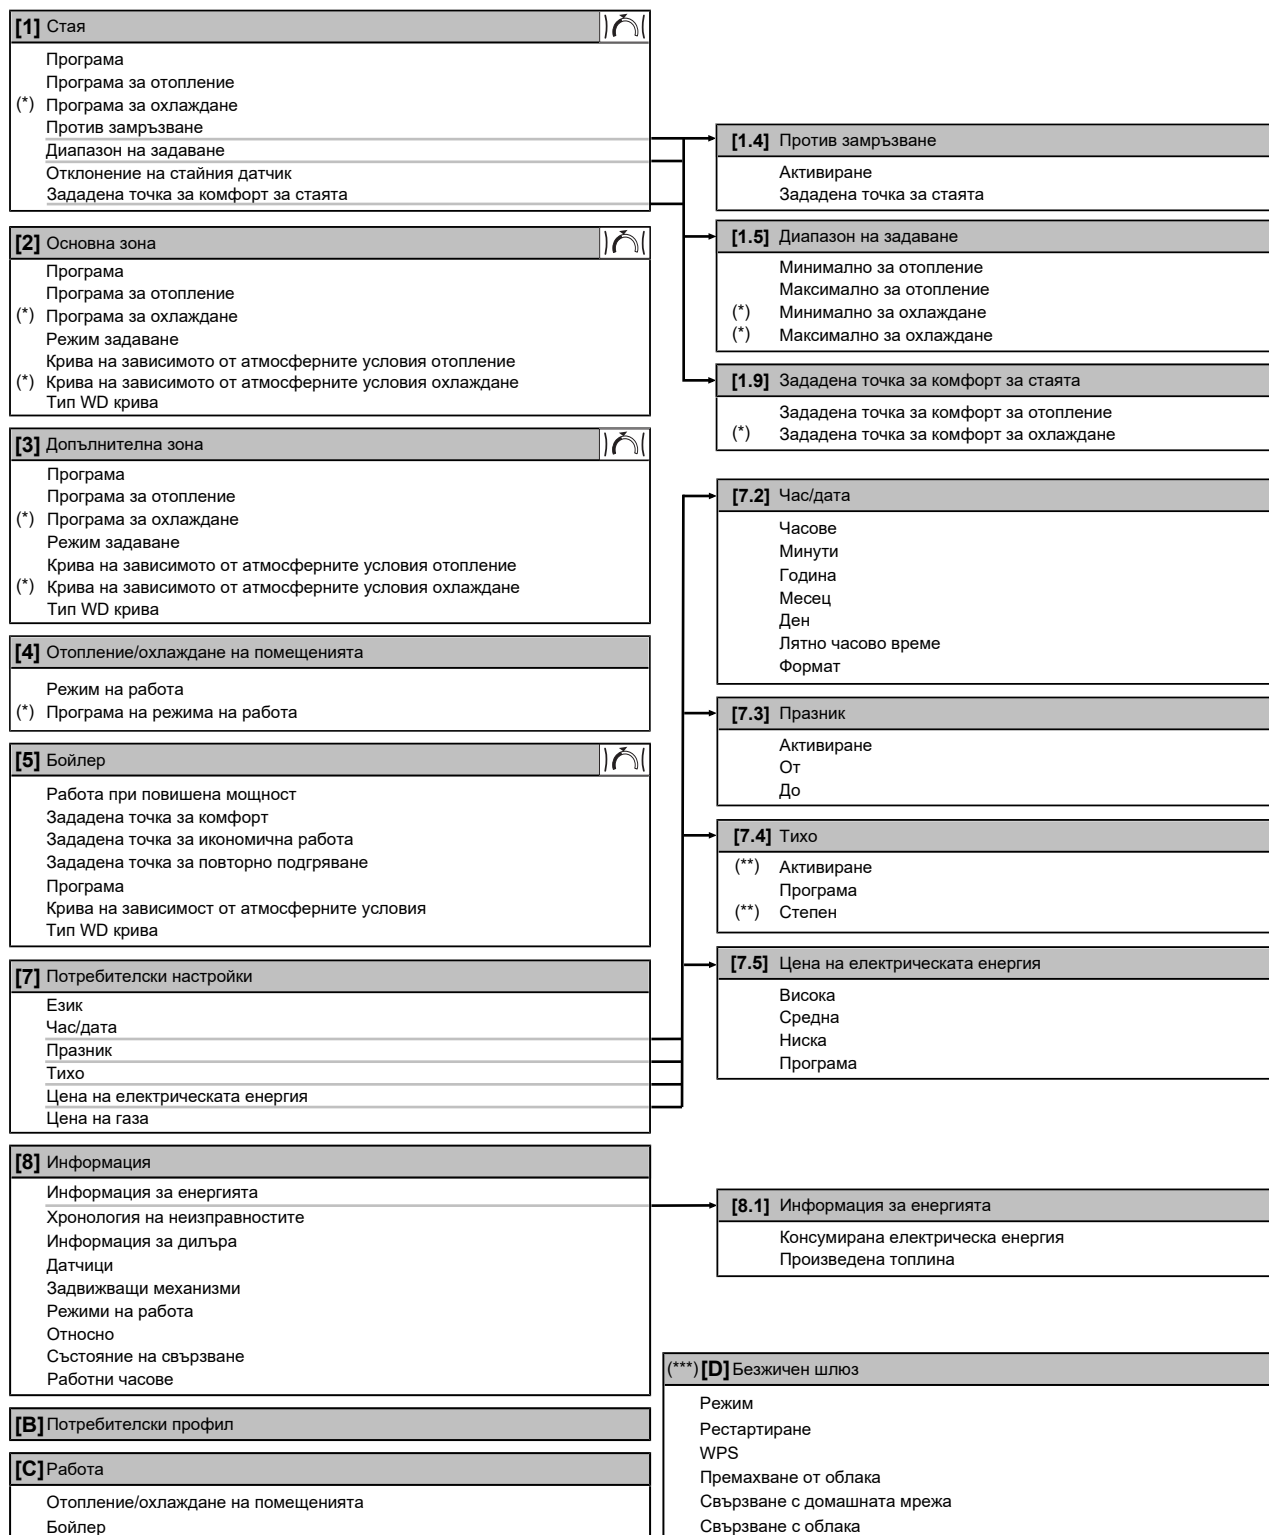 [1] Стая
Програма
Програма за отопление
(*) Програма за охлаждане
Против замръзване
Диапазон на задаване
Отклонение на стайния датчик
Зададена точка за комфорт за стаята
[1.4] Против замръзване
Активиране
Зададена точка за стаята
[1.5] Диапазон на задаване
Минимално за отопление
Максимално за отопление
(*) Минимално за охлаждане
(*) Максимално за охлаждане
[1.9] Зададена точка за комфорт за стаята
Зададена точка за комфорт за отопление
(*) Зададена точка за комфорт за охлаждане
[2] Основна зона
Програма
Програма за отопление
(*) Програма за охлаждане
Режим задаване
Крива на зависимото от атмосферните условия отопление
(*) Крива на зависимото от атмосферните условия охлаждане
Тип WD крива
[3] Допълнителна зона
Програма
Програма за отопление
(*) Програма за охлаждане
Режим задаване
Крива на зависимото от атмосферните условия отопление
(*) Крива на зависимото от атмосферните условия охлаждане
Тип WD крива
[4] Отопление/охлаждане на помещенията
Режим на работа
(*) Програма на режима на работа
[5] Бойлер
Работа при повишена мощност
Зададена точка за комфорт
Зададена точка за икономична работа
Зададена точка за повторно подгряване
Програма
Крива на зависимост от атмосферните условия
Тип WD крива
[7] Потребителски настройки
Език
Час/дата
Празник
Тихо
Цена на електрическата енергия
Цена на газа
[7.2] Час/дата
Часове
Минути
Година
Месец
Ден
Лятно часово време
Формат
[7.3] Празник
Активиране
От
До
[7.4] Тихо
(**) Активиране
Програма
(**) Степен
[7.5] Цена на електрическата енергия
Висока
Средна
Ниска
Програма
[8] Информация
Информация за енергията
Хронология на неизправностите
Информация за дилъра
Датчици
Задвижващи механизми
Режими на работа
Относно
Състояние на свързване
Работни часове
[8.1] Информация за енергията
Консумирана електрическа енергия
Произведена топлина
[B] Потребителски профил
[C] Работа
Отопление/охлаждане на помещенията
Бойлер
(***) [D] Безжичен шлюз
Режим
Рестартиране
WPS
Премахване от облака
Свързване с домашната мрежа
Свързване с облака